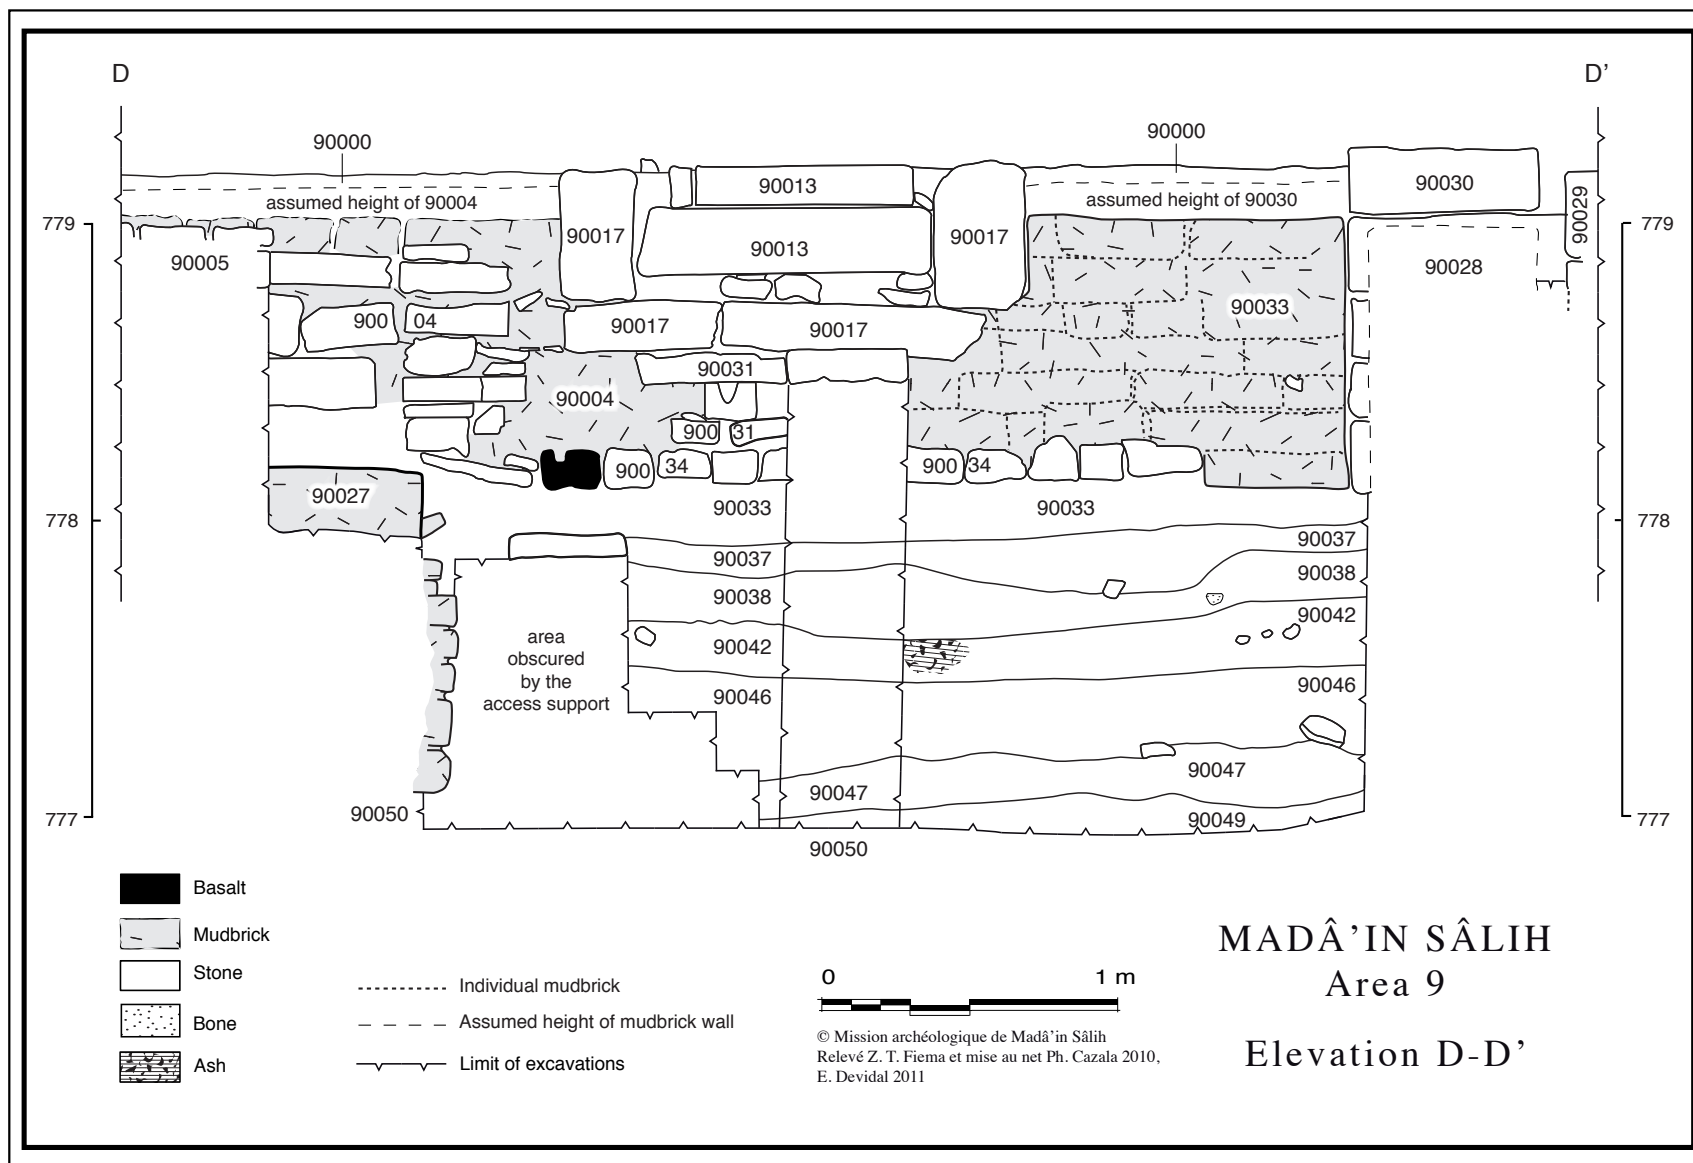 D
D’
90000
90000
90013
90030
assumed height of 90004
assumed height of 90030
90029
779
779
90017
90017
90013
90005
90028
90033
900 04
90017
90017
90031
90004
900 31
900 34
900 34
90027
90033
90033
778
778
90037
90037
90038
90038
90042
90042
area
obscured
by the
access support
90046
90046
90047
90047
90050
777
777
90049
90050
Basalt
Mudbrick
Stone
Bone
Ash
Individual mudbrick
Assumed height of mudbrick wall
Limit of excavations
0 1 m
© Mission archéologique de Madâ’in Sâlih
Relevé Z. T. Fiema et mise au net Ph. Cazala 2010,
E. Devidal 2011
MADÂ’IN SÂLIH
Area 9
Elevation D-D’